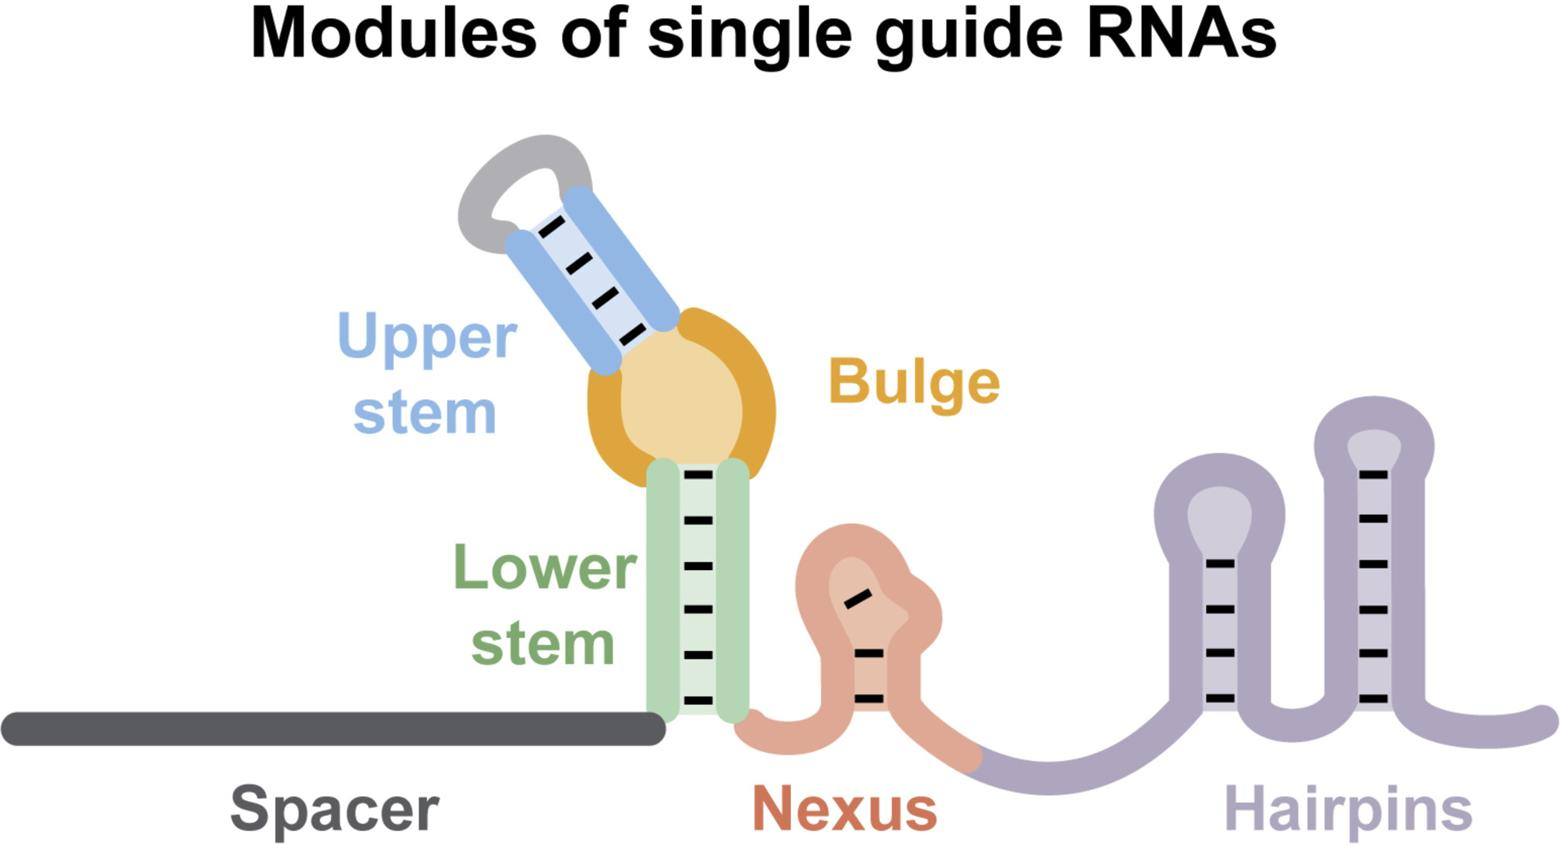 Modules of single guide RNAs
Upper
stem
Bulge
Lower
stem
Spacer
Nexus
Hairpins